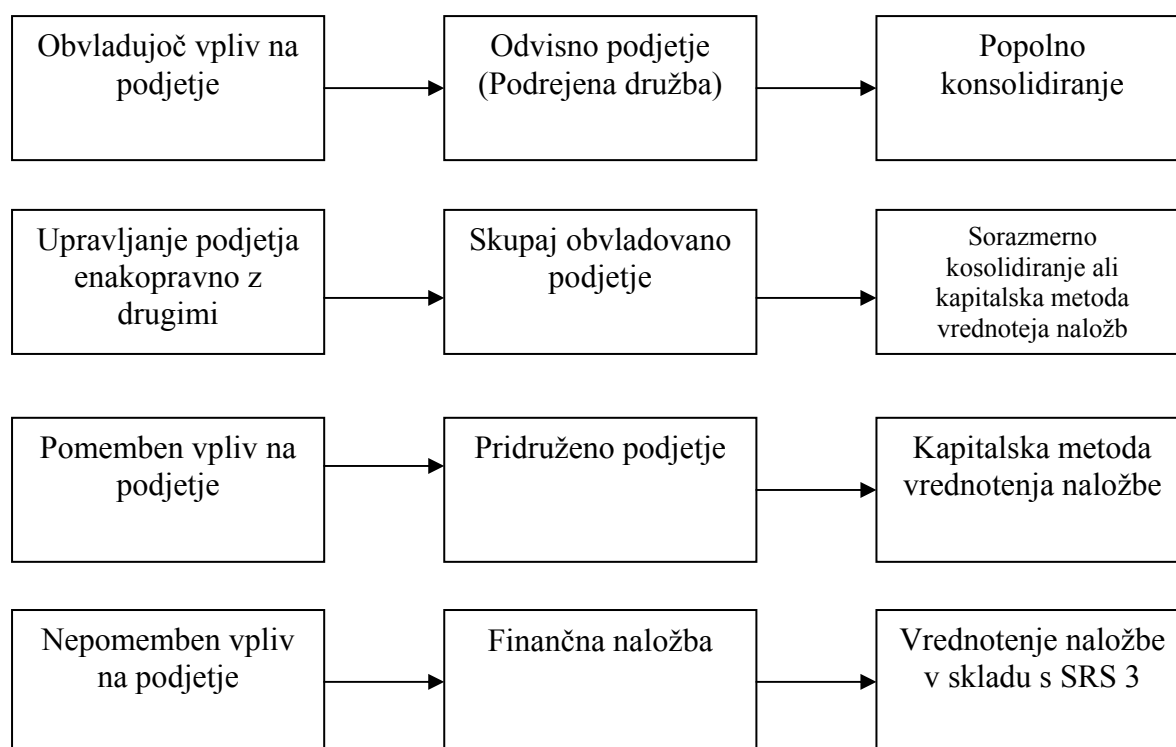 Obvladujoč vpliv na
podjetje
Odvisno podjetje
(Podrejena družba)
Popolno
konsolidiranje
Upravljanje podjetja
enakopravno z
drugimi
Skupaj obvladovano
podjetje
Sorazmerno
kosolidiranje ali
kapitalska metoda
vrednoteja naložb
Pomemben vpliv na
podjetje
Pridruženo podjetje
Kapitalska metoda
vrednotenja naložbe
Nepomemben vpliv
na podjetje
Finančna naložba
Vrednotenje naložbe
v skladu s SRS 3